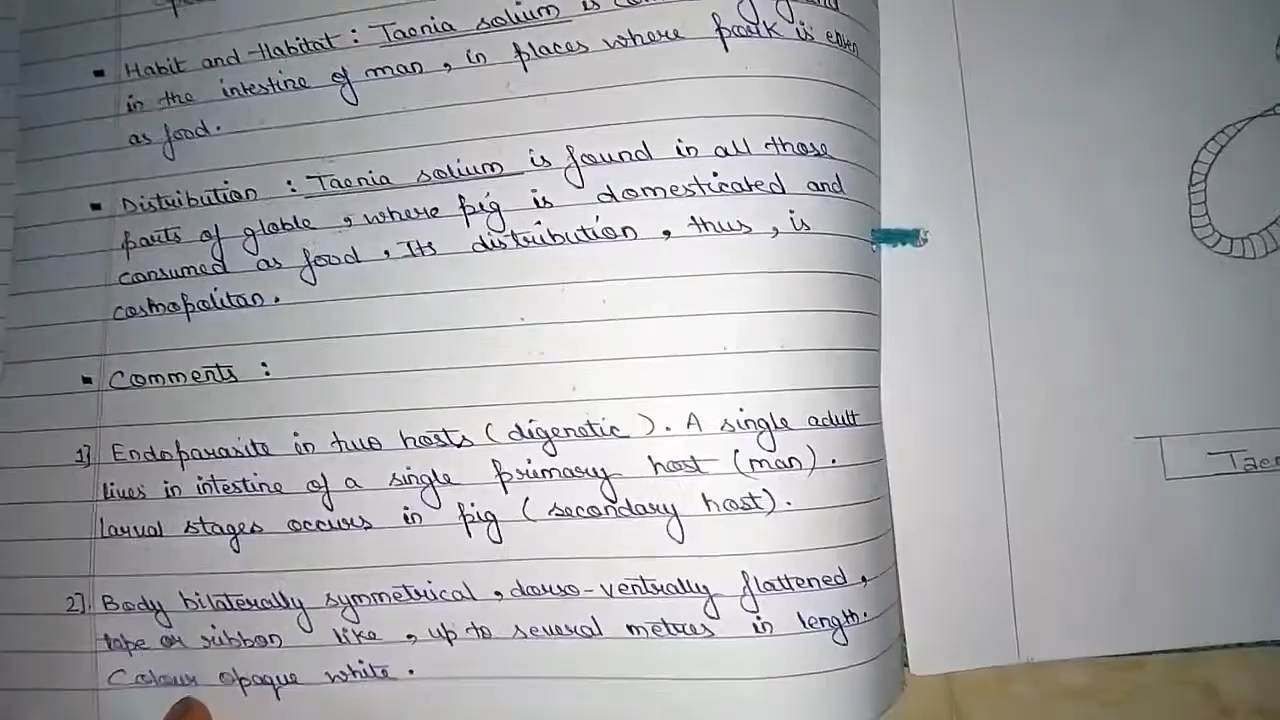 Habit and Habitat : Taenia solium is
in the intestine of man, in places where pork is eaten
as food.
Distribution : Taenia solium is found in all those
parts of globle, where pig is domesticated and
consumed as food, Its distribution, thus, is
cosmopolitan.
Comments :
1] Endoparasite in two hosts (digenetic). A single adult
lives in intestine of a single primary host (man).
larval stages occurs in pig (secondary host).
2] Body bilaterally symmetrical, dorso-ventrally flattened,
tape or ribbon like, up to several metres in length.
Colour opaque white.